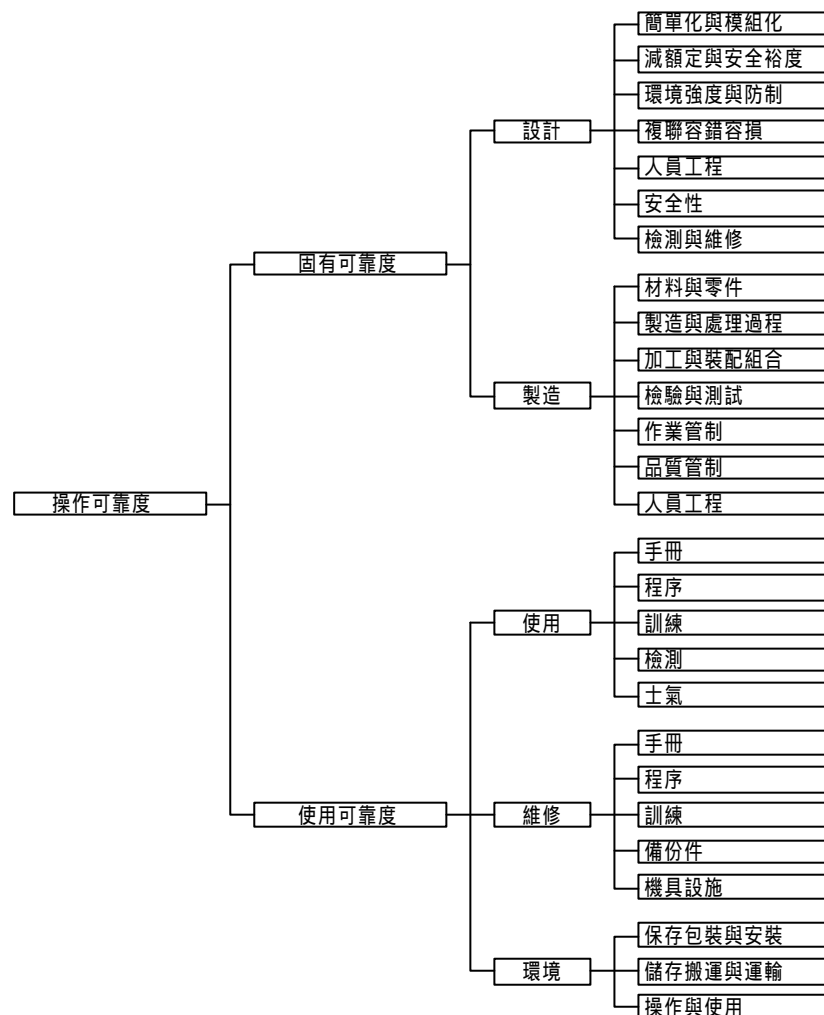 簡單化與模組化
減額定與安全裕度
環境強度與防制
設計
複聯容錯容損
人員工程
安全性
檢測與維修
固有可靠度
材料與零件
製造與處理過程
加工與裝配組合
製造
檢驗與測試
作業管制
品質管制
人員工程
操作可靠度
手冊
程序
使用
訓練
檢測
士氣
手冊
程序
使用可靠度
維修
訓練
備份件
機具設施
保存包裝與安裝
環境
儲存搬運與運輸
操作與使用